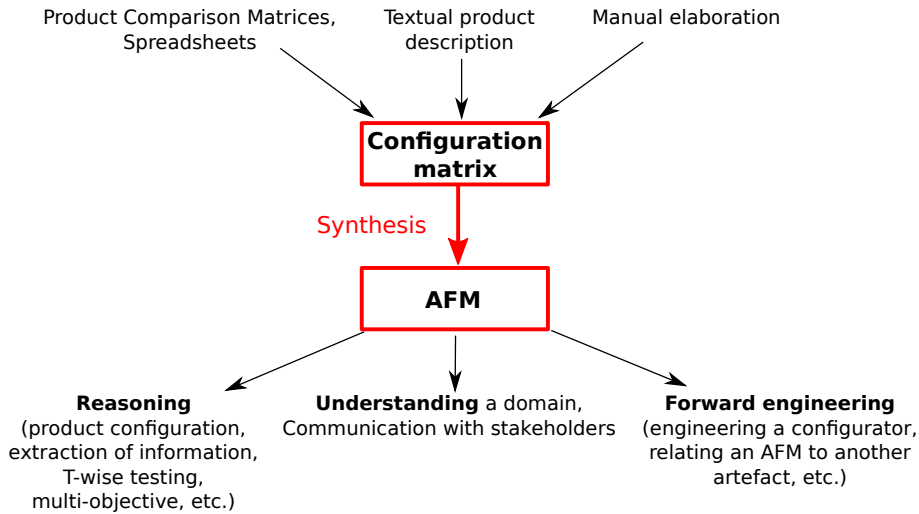 Product Comparison Matrices,
Spreadsheets
Textual product
description
Manual elaboration
Configuration
matrix
Synthesis
AFM
Reasoning
(product configuration,
extraction of information,
T-wise testing,
multi-objective, etc.)
Understanding a domain,
Communication with stakeholders
Forward engineering
(engineering a configurator,
relating an AFM to another
artefact, etc.)